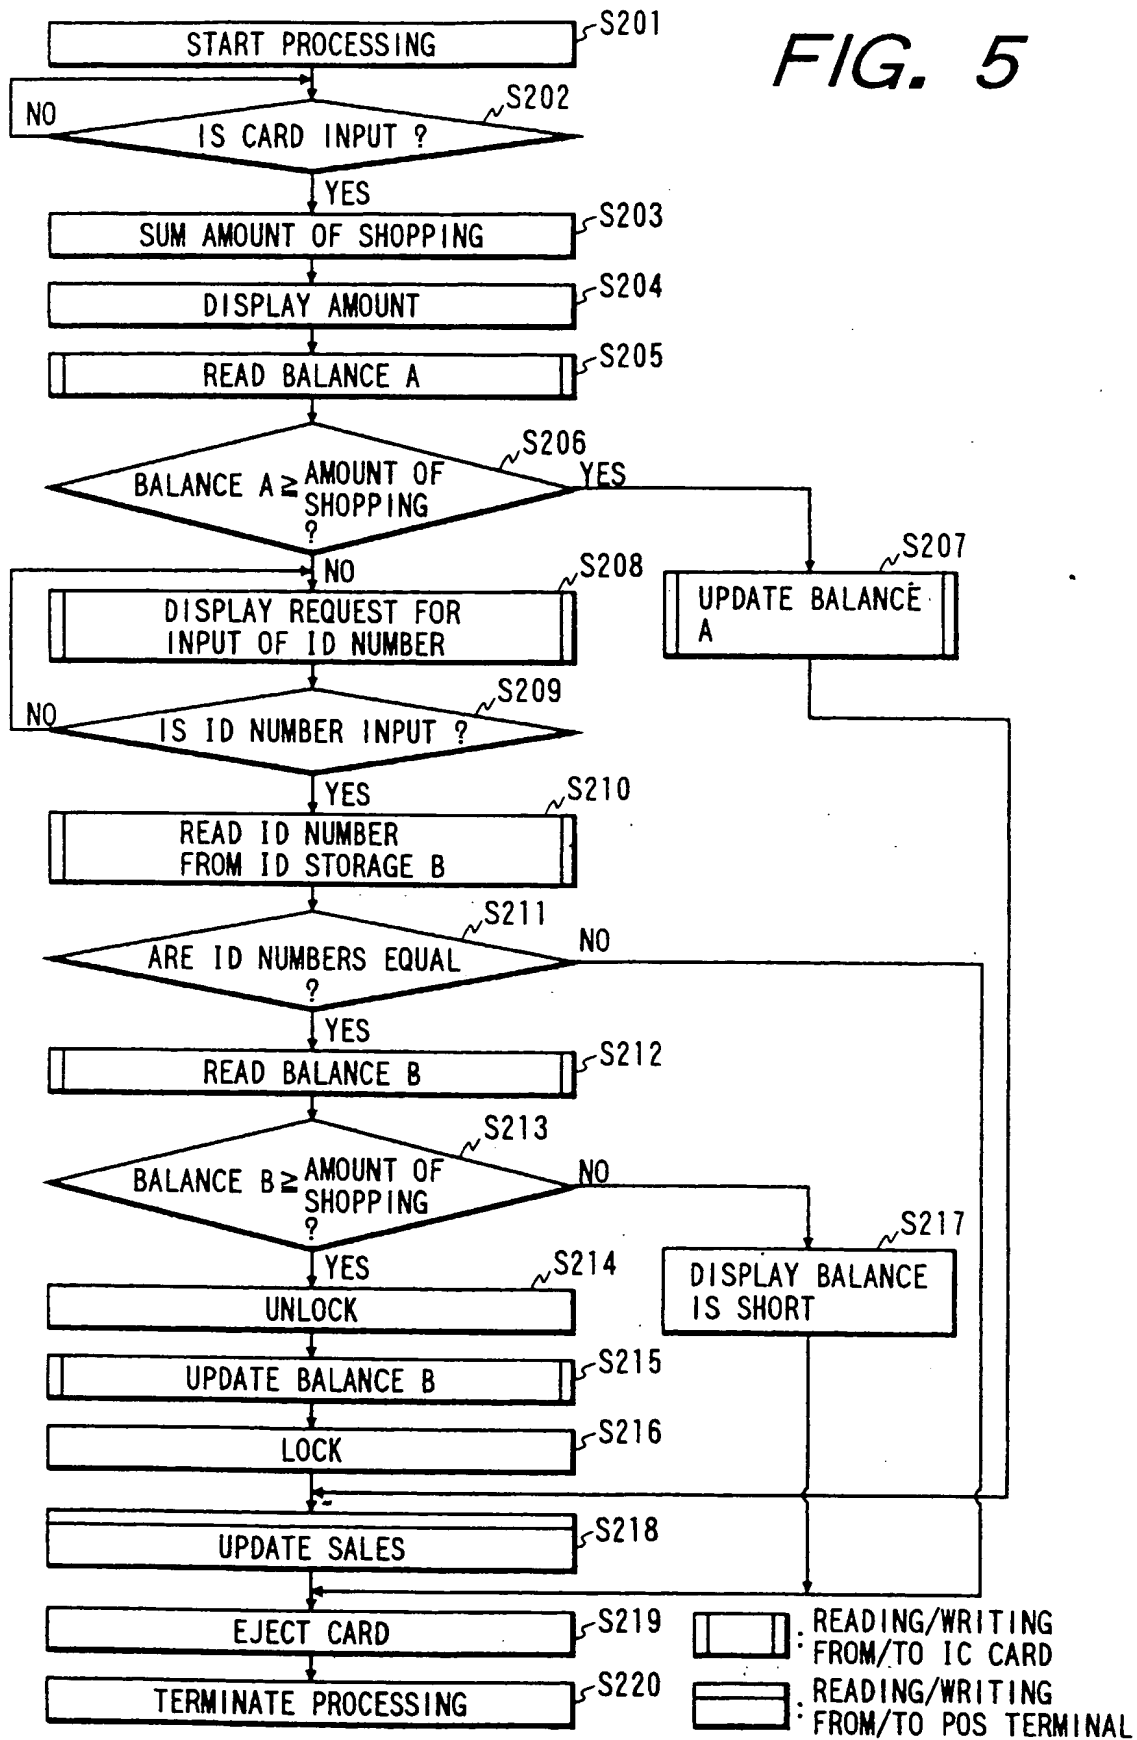 FIG. 5
START PROCESSING
S201
S202
NO
IS CARD INPUT ?
YES
S203
SUM AMOUNT OF SHOPPING
S204
DISPLAY AMOUNT
S205
READ BALANCE A
S206
BALANCE A ≧ AMOUNT OF
SHOPPING
?
YES
NO
S207
UPDATE BALANCE
A
S208
DISPLAY REQUEST FOR
INPUT OF ID NUMBER
S209
NO
IS ID NUMBER INPUT ?
YES
S210
READ ID NUMBER
FROM ID STORAGE B
S211
ARE ID NUMBERS EQUAL
?
NO
YES
S212
READ BALANCE B
S213
BALANCE B ≧ AMOUNT OF
SHOPPING
?
NO
YES
S217
DISPLAY BALANCE
IS SHORT
S214
UNLOCK
S215
UPDATE BALANCE B
S216
LOCK
S218
UPDATE SALES
S219
EJECT CARD
S220
TERMINATE PROCESSING
: READING/WRITING
FROM/TO IC CARD
: READING/WRITING
FROM/TO POS TERMINAL